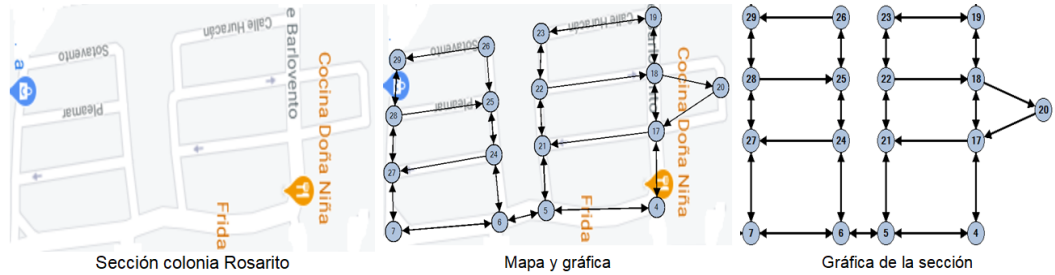 Calle Huracán
Sotavento
Pleamar
e Barlovento
a
Cocina Doña Niña
Frida
Sección colonia Rosarito
Calle Huracán
Sotavento
Pleamar
Cocina Doña Niña
Frida
29
26
23
19
28
25
22
18
20
27
24
21
17
7
6
5
4
Mapa y gráfica
29
26
23
19
28
25
22
18
20
27
24
21
17
7
6
5
4
Gráfica de la sección